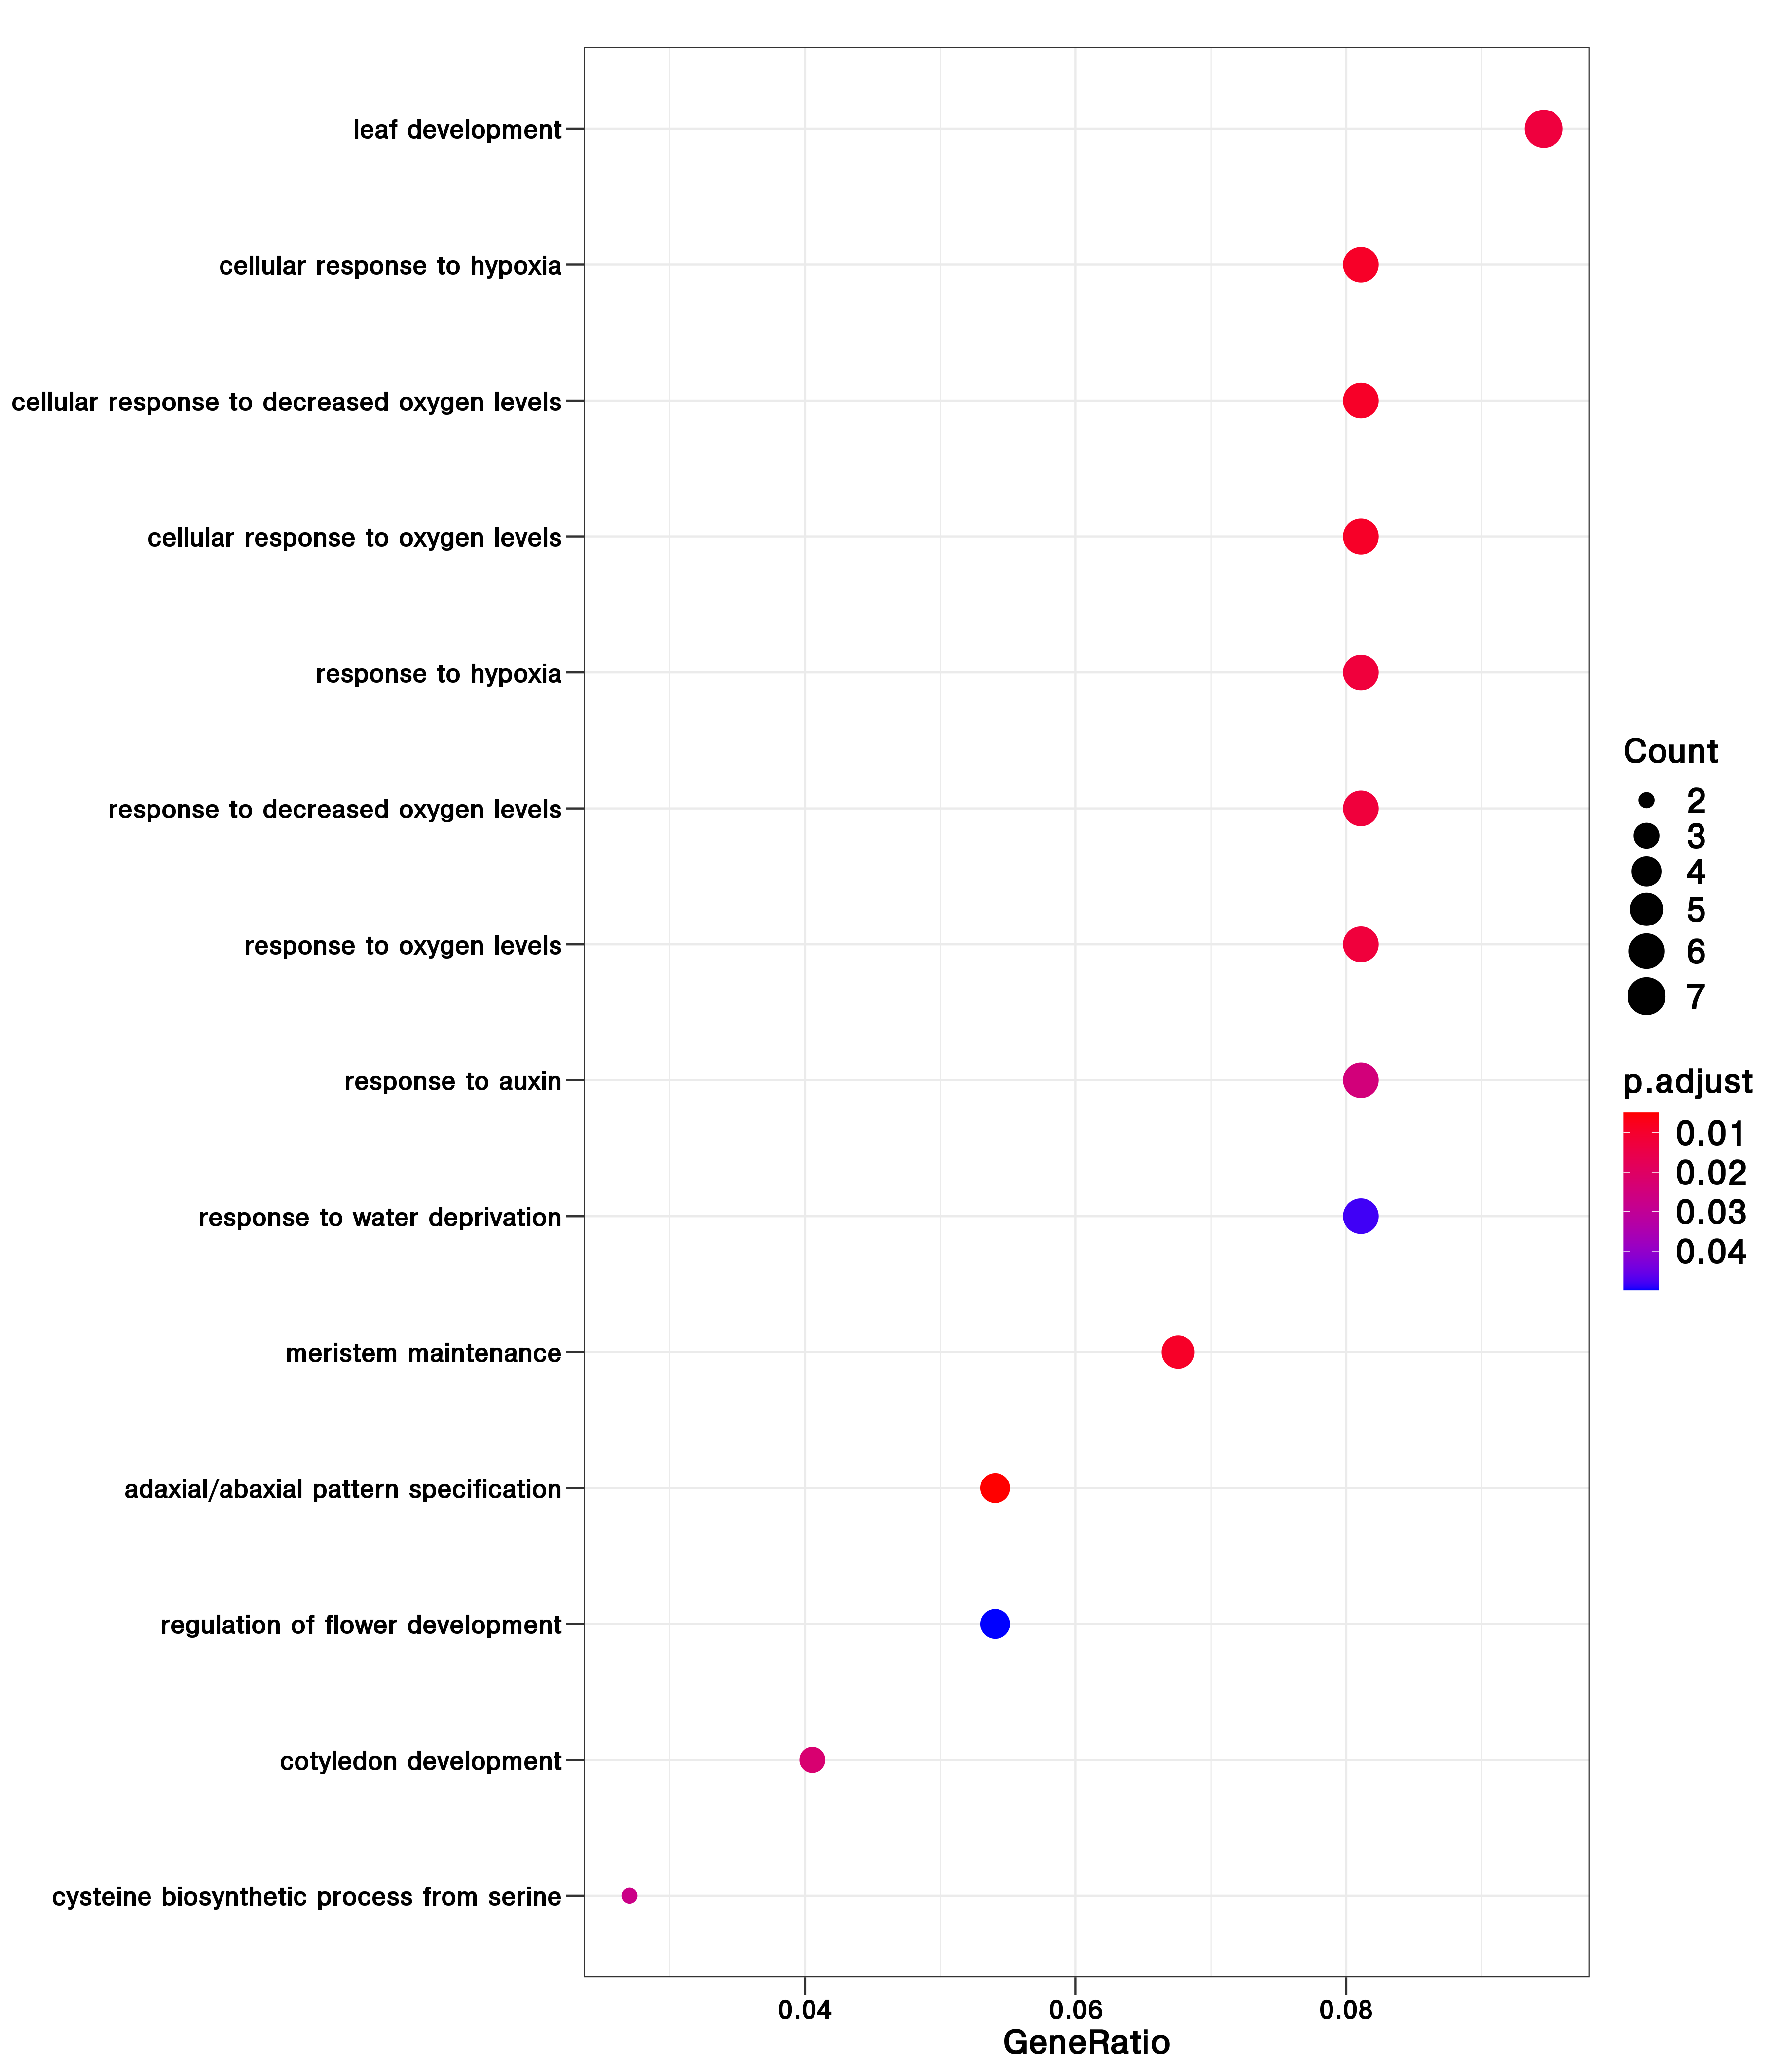 leaf development
cellular response to hypoxia
cellular response to decreased oxygen levels
cellular response to oxygen levels
response to hypoxia
response to decreased oxygen levels
response to oxygen levels
response to auxin
response to water deprivation
meristem maintenance
adaxial/abaxial pattern specification
regulation of flower development
cotyledon development
cysteine biosynthetic process from serine
0.04 0.06 0.08
GeneRatio
Count
2
3
4
5
6
7
p.adjust
0.01
0.02
0.03
0.04